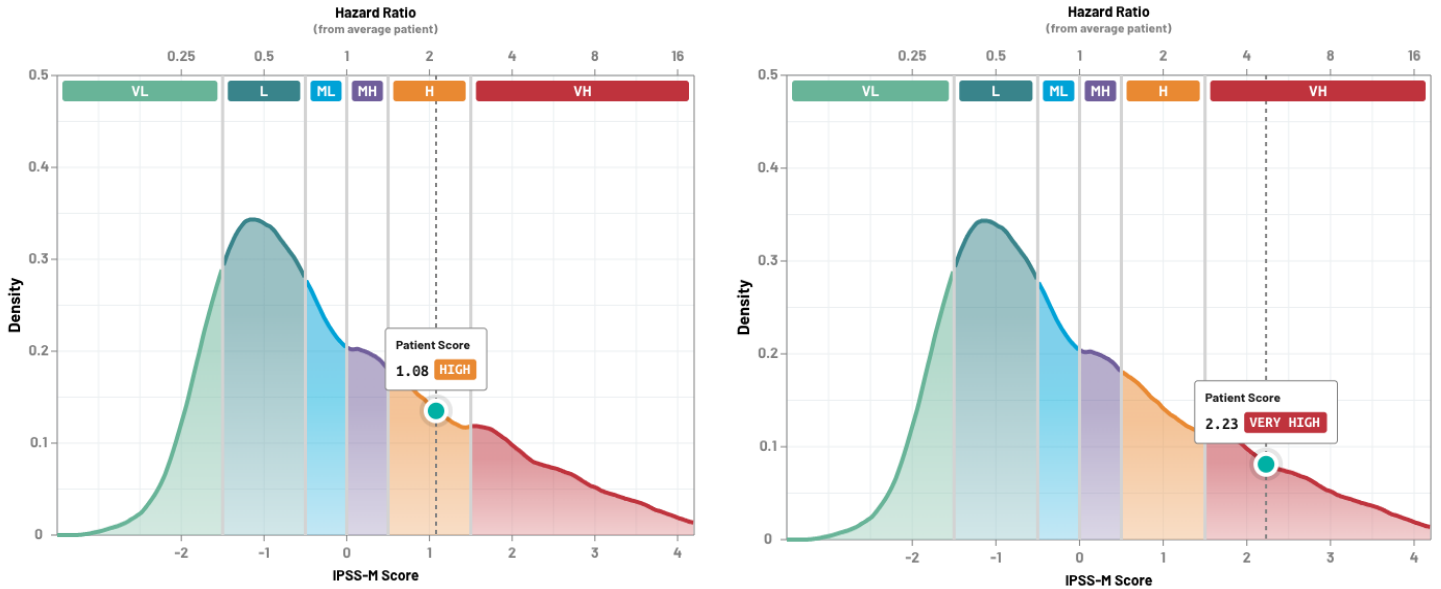 Hazard Ratio
(from average patient)
0.25 0.5 1 2 4 8 16
0.5
VL L ML MH H VH
0.4
0.3
0.2
0.1
0
Density
Patient Score
1.08 HIGH
-2 -1 0 1 2 3 4
IPSS-M Score
Hazard Ratio
(from average patient)
0.25 0.5 1 2 4 8 16
0.5
VL L ML MH H VH
0.4
0.3
0.2
0.1
0
Density
Patient Score
2.23 VERY HIGH
-2 -1 0 1 2 3 4
IPSS-M Score